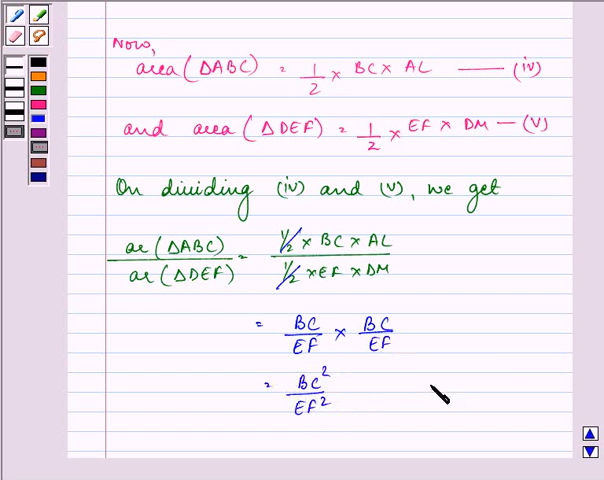 Now,
area (ΔABC) = 1/2 × BC × AL —— (iv)
and area (ΔDEF) = 1/2 × EF × DM — (v)
On dividing (iv) and (v), we get
ar (ΔABC) / ar (ΔDEF) = 1/2 × BC × AL / 1/2 × EF × DM
= BC/EF × BC/EF
= BC² / EF²